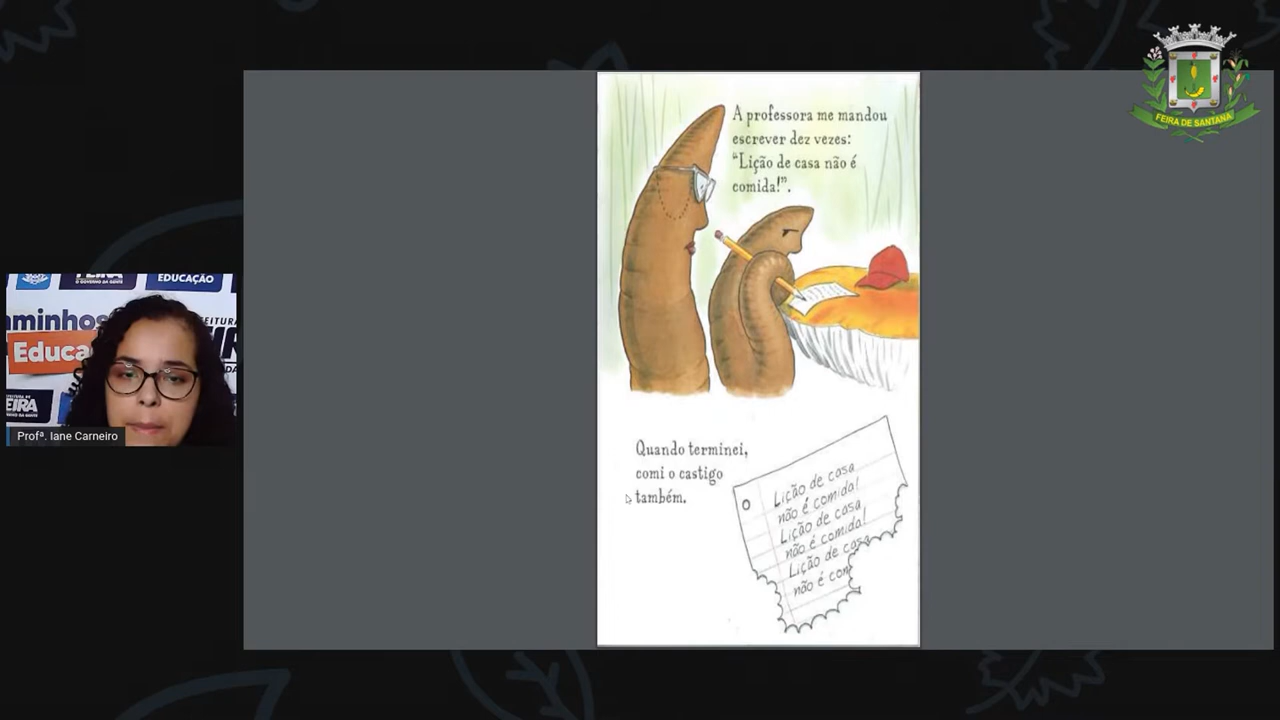 FEIRA DE SANTANA
A professora me mandou
escrever dez vezes:
“Lição de casa não é
comida!”.
Quando terminei,
comi o castigo
também.
Lição de casa
não é comida!
Lição de casa
não é comida!
Lição de casa
não é com
EDUCAÇÃO
aminhos
Educa
EIRA
Profª. Iane Carneiro